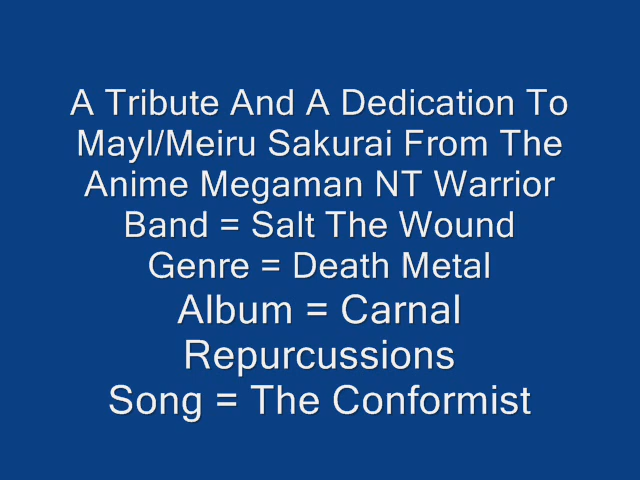 A Tribute And A Dedication To
Mayl/Meiru Sakurai From The
Anime Megaman NT Warrior
Band = Salt The Wound
Genre = Death Metal
Album = Carnal
Repurcussions
Song = The Conformist